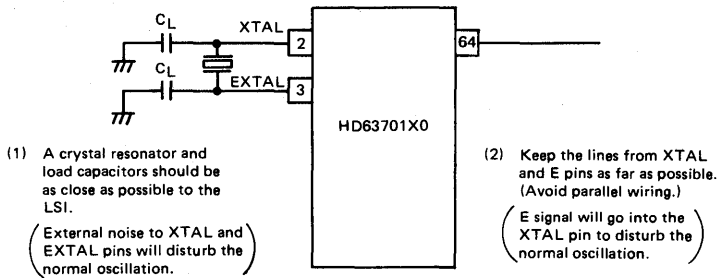 CL
XTAL
2
64
CL
EXTAL
3
HD63701X0
(1) A crystal resonator and
load capacitors should be
as close as possible to the
LSI.
External noise to XTAL and
EXTAL pins will disturb the
normal oscillation.
(2) Keep the lines from XTAL
and E pins as far as possible.
(Avoid parallel wiring.)
E signal will go into the
XTAL pin to disturb the
normal oscillation.